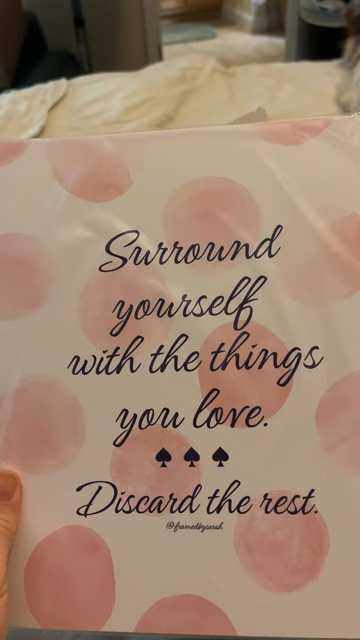 Surround
yourself
with the things
you love.
♠ ♠ ♠
Discard the rest.
@framedbysarah